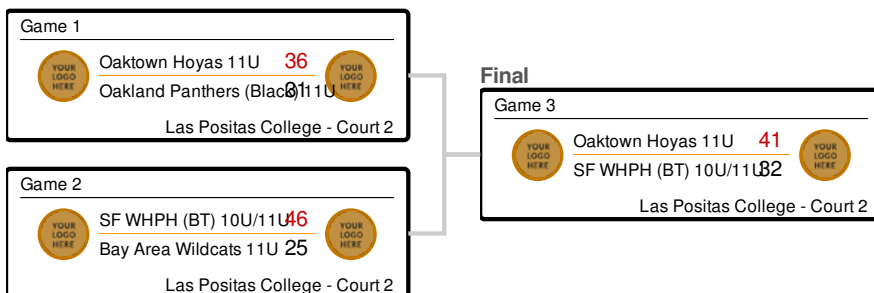 Game 1
YOUR LOGO HERE
Oaktown Hoyas 11U 36
Oakland Panthers (Black) 11U 31
YOUR LOGO HERE
Las Positas College - Court 2
Game 2
YOUR LOGO HERE
SF WHPH (BT) 10U/11U 46
Bay Area Wildcats 11U 25
YOUR LOGO HERE
Las Positas College - Court 2
Final
Game 3
YOUR LOGO HERE
Oaktown Hoyas 11U 41
SF WHPH (BT) 10U/11U 32
YOUR LOGO HERE
Las Positas College - Court 2